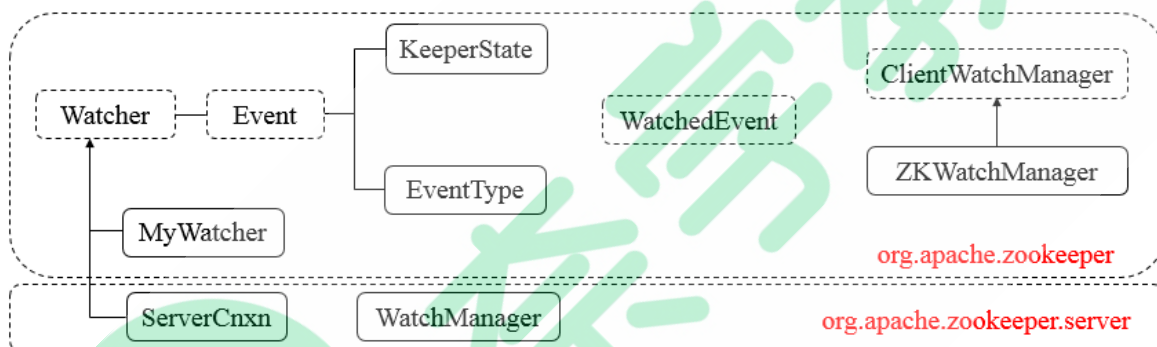 KeeperState
ClientWatchManager
Watcher
Event
WatchedEvent
ZKWatchManager
EventType
MyWatcher
org.apache.zookeeper
ServerCnxn
WatchManager
org.apache.zookeeper.server